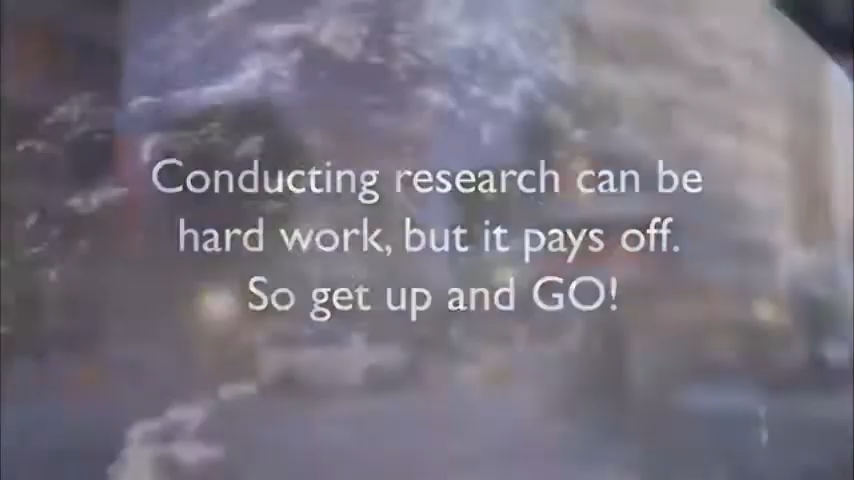 Conducting research can be
hard work, but it pays off.
So get up and GO!